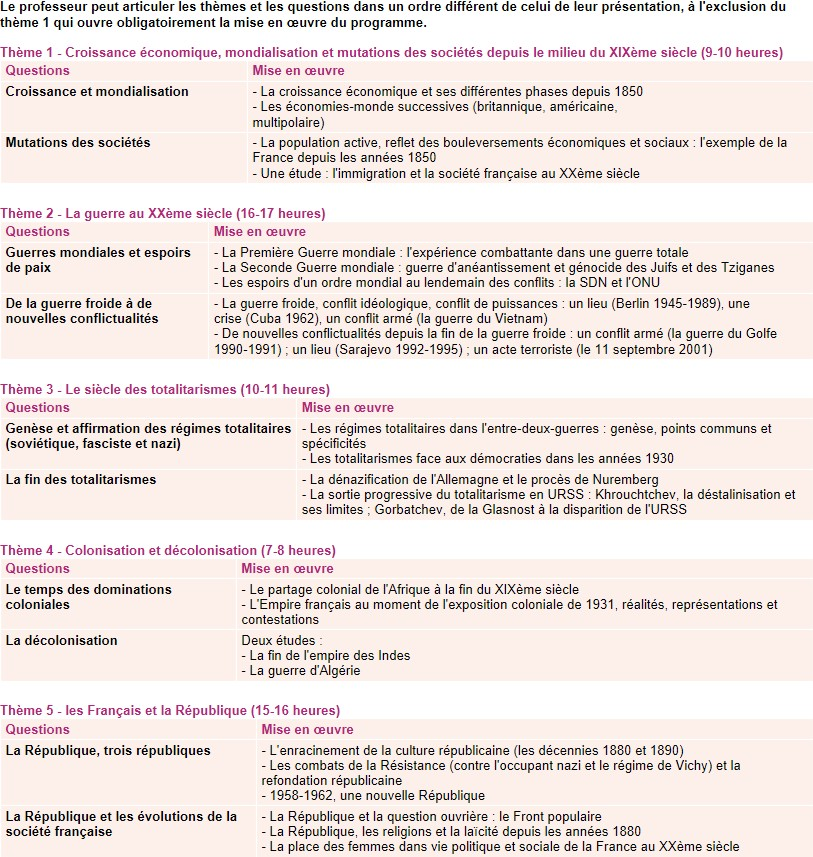 Le professeur peut articuler les thèmes et les questions dans un ordre différent de celui de leur présentation, à l'exclusion du
thème 1 qui ouvre obligatoirement la mise en œuvre du programme.
Thème 1 - Croissance économique, mondialisation et mutations des sociétés depuis le milieu du XIXème siècle (9-10 heures)
Questions
Mise en œuvre
Croissance et mondialisation
- La croissance économique et ses différentes phases depuis 1850
- Les économies-monde successives (britannique, américaine,
multipolaire)
Mutations des sociétés
- La population active, reflet des bouleversements économiques et sociaux : l'exemple de la
France depuis les années 1850
- Une étude : l'immigration et la société française au XXème siècle
Thème 2 - La guerre au XXème siècle (16-17 heures)
Questions
Mise en œuvre
Guerres mondiales et espoirs
de paix
- La Première Guerre mondiale : l'expérience combattante dans une guerre totale
- La Seconde Guerre mondiale : guerre d'anéantissement et génocide des Juifs et des Tziganes
- Les espoirs d'un ordre mondial au lendemain des conflits : la SDN et l'ONU
De la guerre froide à de
nouvelles conflictualités
- La guerre froide, conflit idéologique, conflit de puissances : un lieu (Berlin 1945-1989), une
crise (Cuba 1962), un conflit armé (la guerre du Vietnam)
- De nouvelles conflictualités depuis la fin de la guerre froide : un conflit armé (la guerre du Golfe
1990-1991) ; un lieu (Sarajevo 1992-1995) ; un acte terroriste (le 11 septembre 2001)
Thème 3 - Le siècle des totalitarismes (10-11 heures)
Questions
Mise en œuvre
Genèse et affirmation des régimes totalitaires
(soviétique, fasciste et nazi)
- Les régimes totalitaires dans l'entre-deux-guerres : genèse, points communs et
spécificités
- Les totalitarismes face aux démocraties dans les années 1930
La fin des totalitarismes
- La dénazification de l'Allemagne et le procès de Nuremberg
- La sortie progressive du totalitarisme en URSS : Khrouchtchev, la déstalinisation et
ses limites ; Gorbatchev, de la Glasnost à la disparition de l'URSS
Thème 4 - Colonisation et décolonisation (7-8 heures)
Questions
Mise en œuvre
Le temps des dominations
coloniales
- Le partage colonial de l'Afrique à la fin du XIXème siècle
- L'Empire français au moment de l'exposition coloniale de 1931, réalités, représentations et
contestations
La décolonisation
Deux études :
- La fin de l'empire des Indes
- La guerre d'Algérie
Thème 5 - les Français et la République (15-16 heures)
Questions
Mise en œuvre
La République, trois républiques
- L'enracinement de la culture républicaine (les décennies 1880 et 1890)
- Les combats de la Résistance (contre l'occupant nazi et le régime de Vichy) et la
refondation républicaine
- 1958-1962, une nouvelle République
La République et les évolutions de la
société française
- La République et la question ouvrière : le Front populaire
- La République, les religions et la laïcité depuis les années 1880
- La place des femmes dans vie politique et sociale de la France au XXème siècle